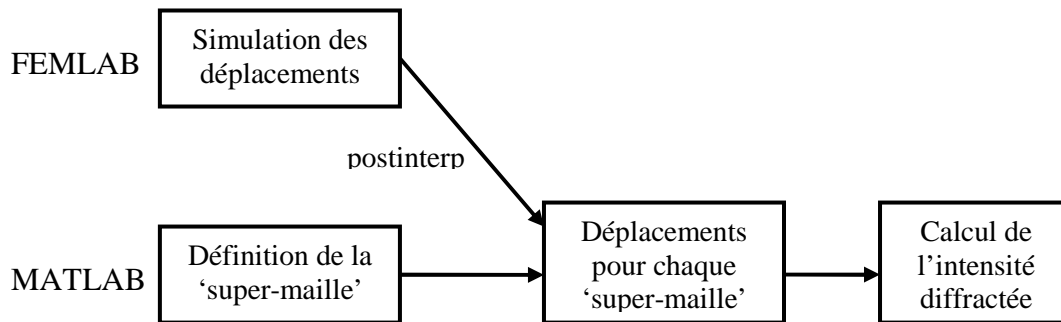 FEMLAB
Simulation des
déplacements
postinterp
MATLAB
Définition de la
‘super-maille’
Déplacements
pour chaque
‘super-maille’
Calcul de
l’intensité
diffractée